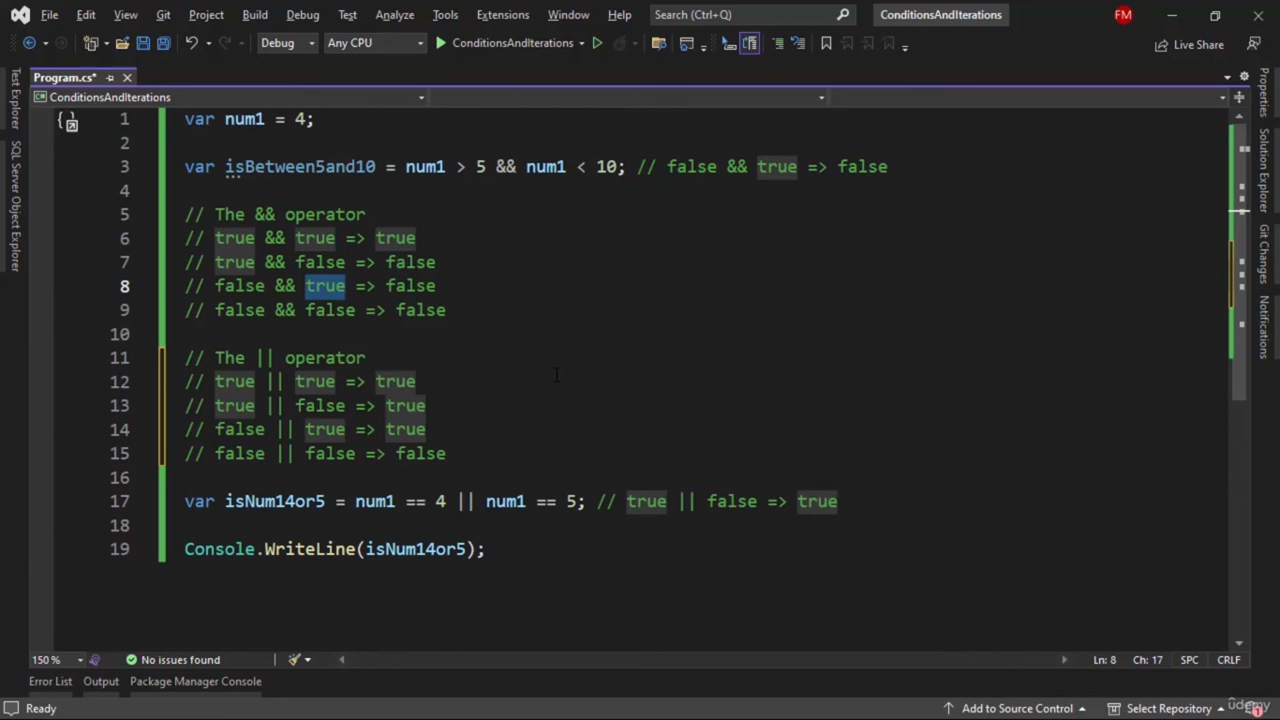 File Edit View Git Project Build Debug Test Analyze Tools Extensions Window Help Search (Ctrl+Q) ConditionsAndIterations FM
Debug Any CPU ConditionsAndIterations Live Share
Program.cs*
ConditionsAndIterations
1 var num1 = 4;
2
3 var isBetween5and10 = num1 > 5 && num1 < 10; // false && true => false
4
5 // The && operator
6 // true && true => true
7 // true && false => false
8 // false && true => false
9 // false && false => false
10
11 // The || operator
12 // true || true => true
13 // true || false => true
14 // false || true => true
15 // false || false => false
16
17 var isNum14or5 = num1 == 4 || num1 == 5; // true || false => true
18
19 Console.WriteLine(isNum14or5);
Test Explorer
SQL Server Object Explorer
Properties
Solution Explorer
Git Changes
Notifications
150 % No issues found Ln: 8 Ch: 17 SPC CRLF
Error List Output Package Manager Console
Ready Add to Source Control Select Repository 1
udemy